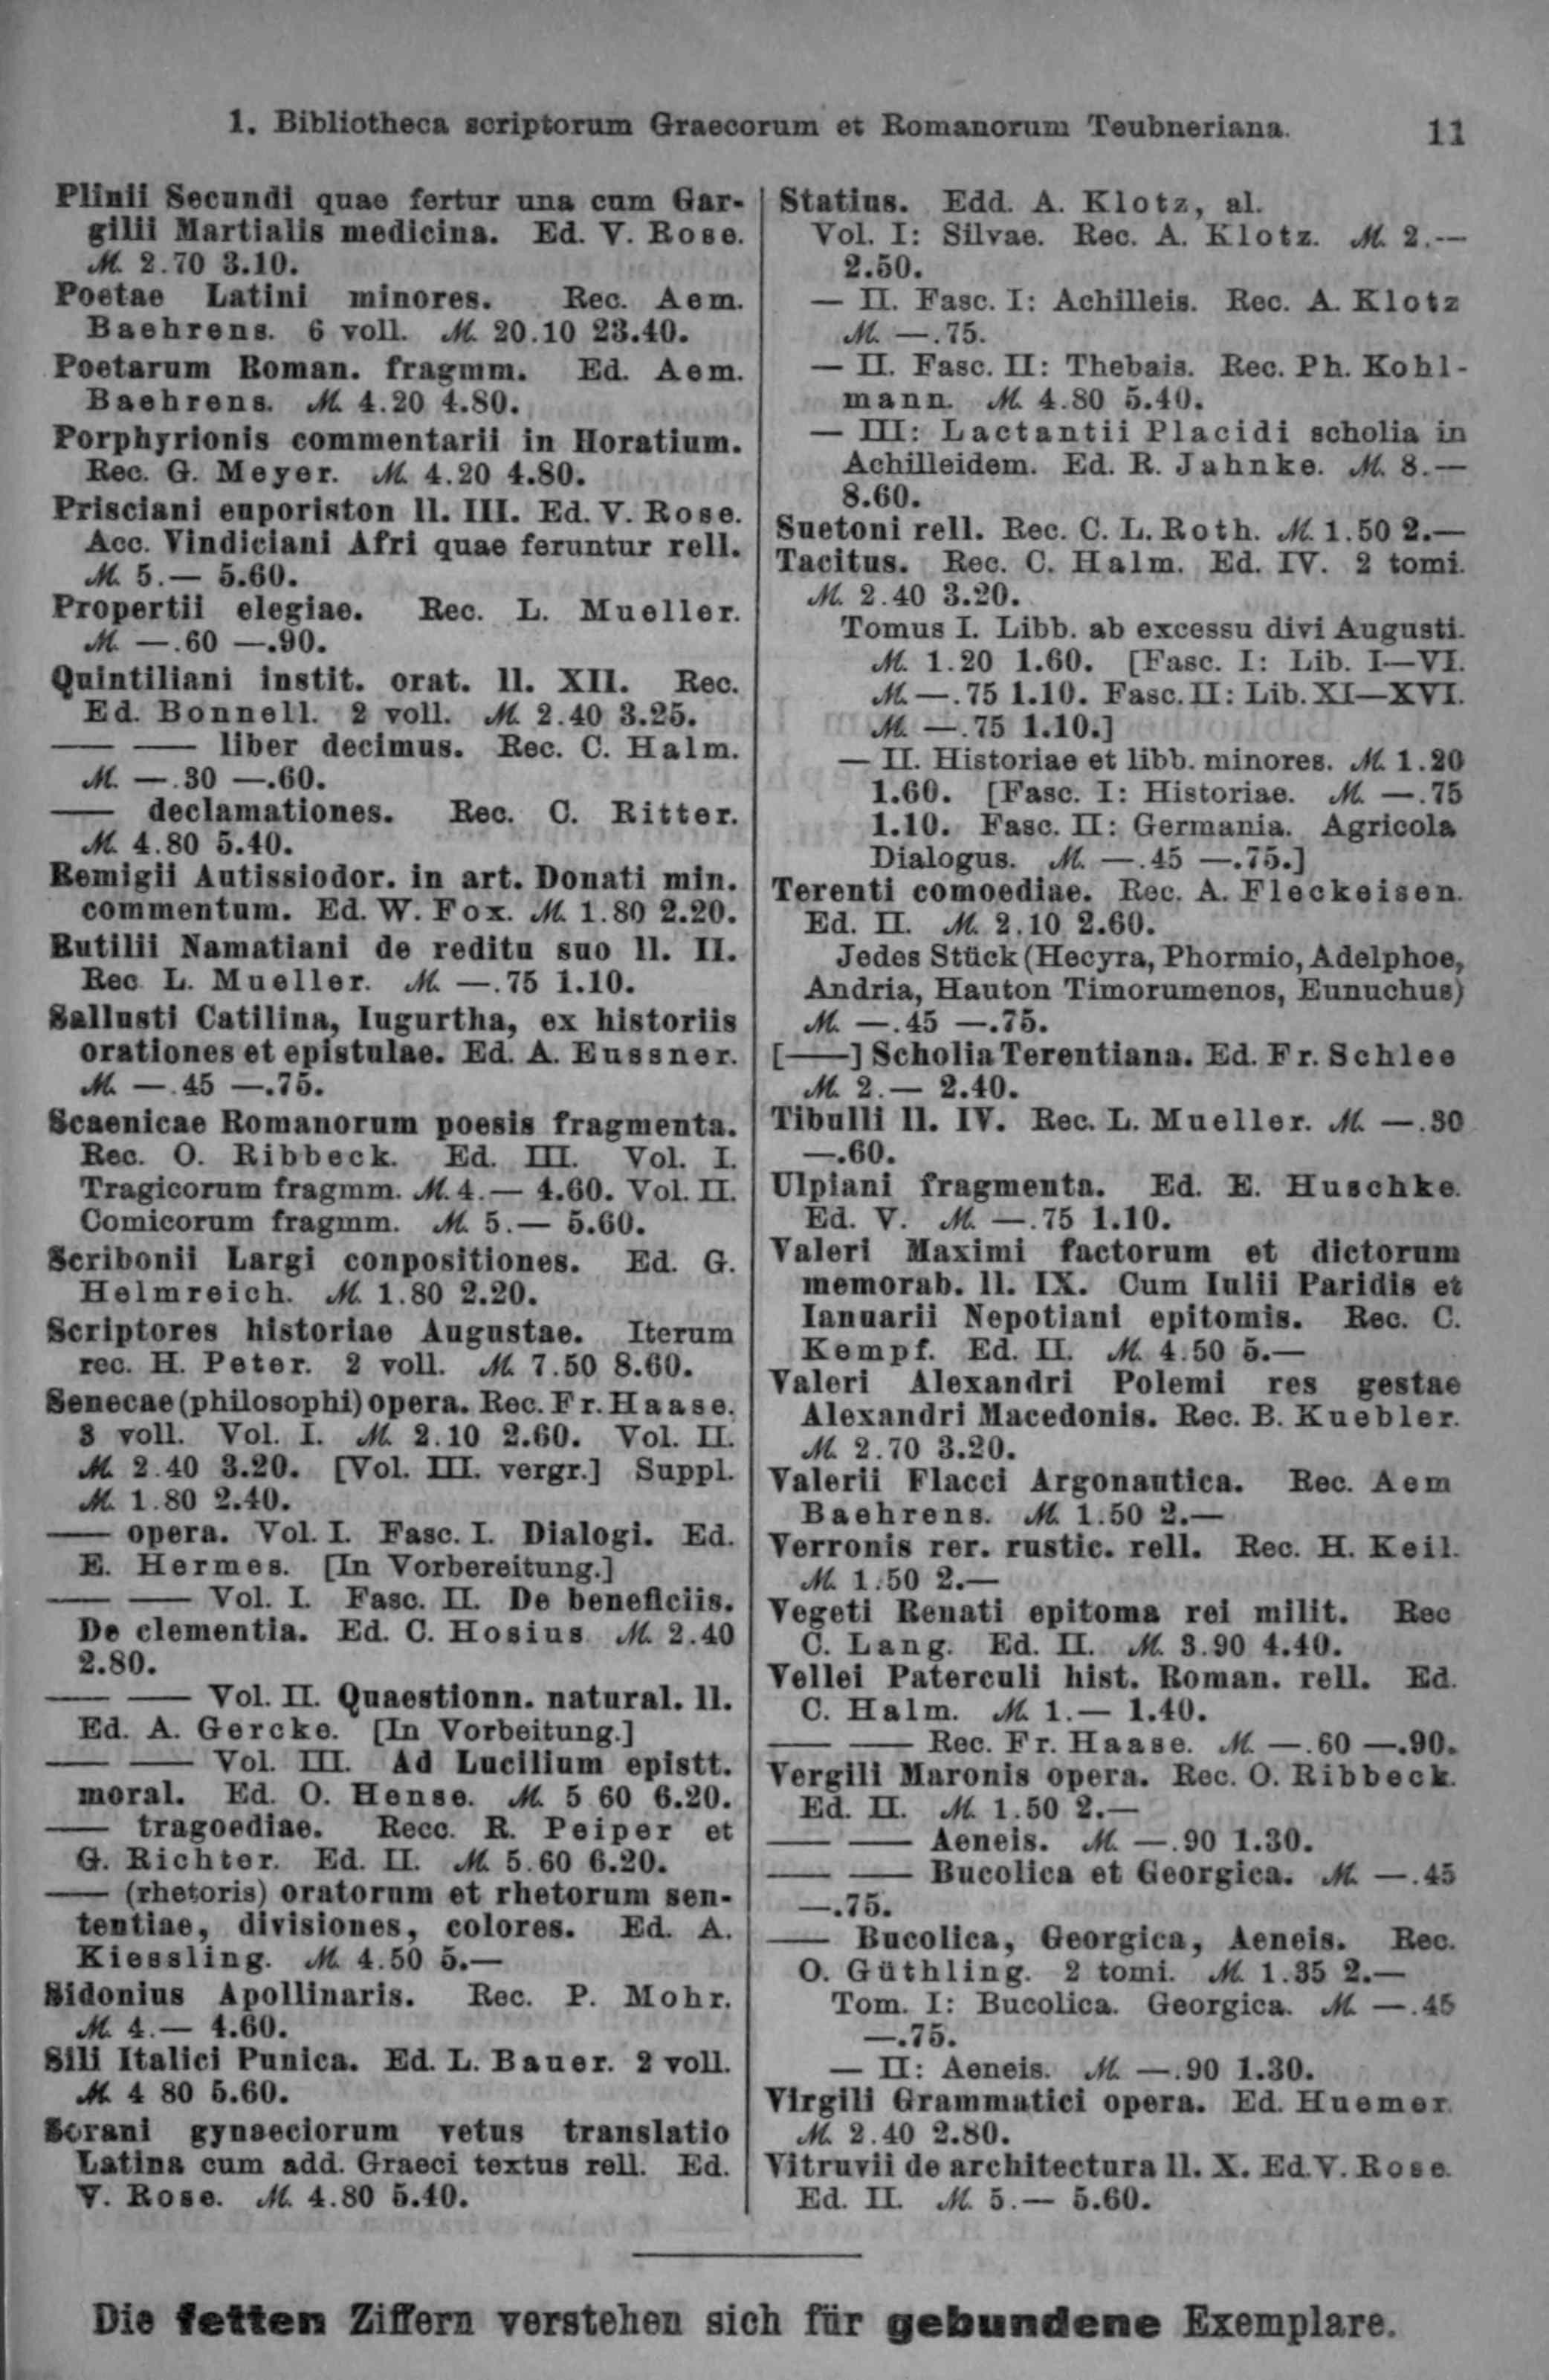 1. Bibliotheca scriptorum Graecorum et Romanorum Teubneriana. 11
Plinii Secundi quae fertur una cum Gar-
gilii Martialis medicina. Ed. V. Rose.
M. 2.70 3.10.
Poetae Latini minores. Rec. Aem.
Baehrens. 6 voll. M. 20.10 23.40.
Poetarum Roman. fragmm. Ed. Aem.
Baehrens. M. 4.20 4.80.
Porphyrionis commentarii in Horatium.
Rec. G. Meyer. M. 4.20 4.80.
Prisciani euporiston ll. III. Ed. V. Rose.
Acc. Vindiciani Afri quae feruntur rell.
M. 5.— 5.60.
Propertii elegiae. Rec. L. Mueller.
M. —.60 —.90.
Quintiliani instit. orat. ll. XII. Rec.
Ed. Bonnell. 2 voll. M. 2.40 3.25.
—— —— liber decimus. Rec. C. Halm.
M. —.30 —.60.
—— declamationes. Rec. C. Ritter.
M. 4.80 5.40.
Remigii Autissiodor. in art. Donati min.
commentum. Ed. W. Fox. M. 1.80 2.20.
Rutilii Namatiani de reditu suo ll. II.
Rec L. Mueller. M. —.75 1.10.
Sallusti Catilina, Iugurtha, ex historiis
orationes et epistulae. Ed. A. Eussner.
M. —.45 —.75.
Scaenicae Romanorum poesis fragmenta.
Rec. O. Ribbeck. Ed. III. Vol. I.
Tragicorum fragmm. M. 4.— 4.60. Vol. II.
Comicorum fragmm. M. 5.— 5.60.
Scribonii Largi conpositiones. Ed. G.
Helmreich. M. 1.80 2.20.
Scriptores historiae Augustae. Iterum
rec. H. Peter. 2 voll. M. 7.50 8.60.
Senecae (philosophi) opera. Rec. Fr. Haase.
3 voll. Vol. I. M. 2.10 2.60. Vol. II.
M. 2.40 3.20. [Vol. III. vergr.] Suppl.
M. 1.80 2.40.
—— opera. Vol. I. Fasc. I. Dialogi. Ed.
E. Hermes. [In Vorbereitung.]
—— —— Vol. I. Fasc. II. De beneficiis.
De clementia. Ed. C. Hosius M. 2.40
2.80.
—— —— Vol. II. Quaestionn. natural. ll.
Ed. A. Gercke. [In Vorbeitung.]
—— —— Vol. III. Ad Lucilium epistt.
moral. Ed. O. Hense. M. 5 60 6.20.
—— tragoediae. Recc. R. Peiper et
G. Richter. Ed. II. M. 5.60 6.20.
—— (rhetoris) oratorum et rhetorum sen-
tentiae, divisiones, colores. Ed. A.
Kiessling. M. 4.50 5.—
Sidonius Apollinaris. Rec. P. Mohr.
M. 4.— 4.60.
Sili Italici Punica. Ed. L. Bauer. 2 voll.
M. 4 80 5.60.
Sorani gynaeciorum vetus translatio
Latina cum add. Graeci textus rell. Ed.
V. Rose. M. 4.80 5.40.
Statius. Edd. A. Klotz, al.
Vol. I: Silvae. Rec. A. Klotz. M. 2.—
2.50.
— II. Fasc. I: Achilleis. Rec. A. Klotz
M. —.75.
— II. Fasc. II: Thebais. Rec. Ph. Kohl-
mann. M. 4.80 5.40.
— III: Lactantii Placidi scholia in
Achilleidem. Ed. R. Jahnke. M. 8.—
8.60.
Suetoni rell. Rec. C. L. Roth. M. 1.50 2.—
Tacitus. Rec. C. Halm. Ed. IV. 2 tomi.
M. 2.40 3.20.
Tomus I. Libb. ab excessu divi Augusti.
M. 1.20 1.60. [Fasc. I: Lib. I—VI.
M. —.75 1.10. Fasc. II: Lib. XI—XVI.
M. —.75 1.10.]
— II. Historiae et libb. minores. M. 1.20
1.60. [Fasc. I: Historiae. M. —.75
1.10. Fasc. II: Germania. Agricola
Dialogus. M. —.45 —.75.]
Terenti comoediae. Rec. A. Fleckeisen.
Ed. II. M. 2.10 2.60.
Jedes Stück (Hecyra, Phormio, Adelphoe,
Andria, Hauton Timorumenos, Eunuchus)
M. —.45 —.75.
[——] Scholia Terentiana. Ed. Fr. Schlee
M. 2.— 2.40.
Tibulli ll. IV. Rec. L. Mueller. M. —.30
—.60.
Ulpiani fragmenta. Ed. E. Huschke.
Ed. V. M. —.75 1.10.
Valeri Maximi factorum et dictorum
memorab. ll. IX. Cum Iulii Paridis et
Ianuarii Nepotiani epitomis. Rec. C.
Kempf. Ed. II. M. 4.50 5.—
Valeri Alexandri Polemi res gestae
Alexandri Macedonis. Rec. B. Kuebler.
M. 2.70 3.20.
Valerii Flacci Argonautica. Rec. Aem
Baehrens. M. 1.50 2.—
Verronis rer. rustic. rell. Rec. H. Keil.
M. 1.50 2.—
Vegeti Renati epitoma rei milit. Rec
C. Lang. Ed. II. M. 3.90 4.40.
Vellei Paterculi hist. Roman. rell. Ed.
C. Halm. M. 1.— 1.40.
—— —— Rec. Fr. Haase. M. —.60 —.90.
Vergili Maronis opera. Rec. O. Ribbeck.
Ed. II. M. 1.50 2.—
—— —— Aeneis. M. —.90 1.30.
—— —— Bucolica et Georgica. M. —.45
—.75.
—— Bucolica, Georgica, Aeneis. Rec.
O. Güthling. 2 tomi. M. 1.35 2.—
Tom. I: Bucolica. Georgica. M. —.45
—.75.
— II: Aeneis. M. —.90 1.30.
Virgili Grammatici opera. Ed. Huemer
M. 2.40 2.80.
Vitruvii de architectura ll. X. Ed. V. Rose.
Ed. II. M. 5.— 5.60.
Die fetten Ziffern verstehen sich für gebundene Exemplare.